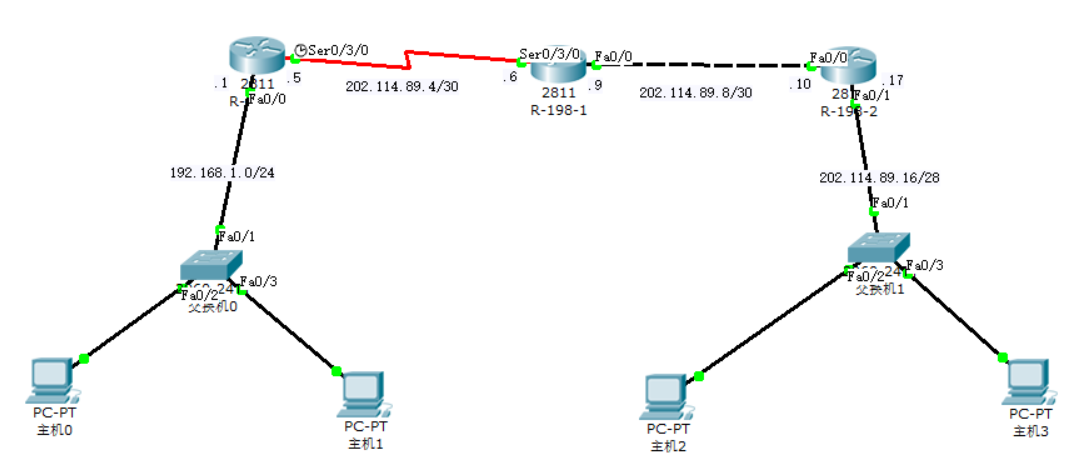 Ser0/3/0
2811
.1
.5
Fa0/0
202.114.89.4/30
Ser0/3/0
.6
2811
R-198-1
Fa0/0
.9
202.114.89.8/30
Fa0/0
.10
.17
Fa0/1
R-198-2
192.168.1.0/24
202.114.89.16/28
Fa0/1
Fa0/2
Fa0/3
交换机0
Fa0/1
Fa0/2
Fa0/3
交换机1
PC-PT
主机0
PC-PT
主机1
PC-PT
主机2
PC-PT
主机3